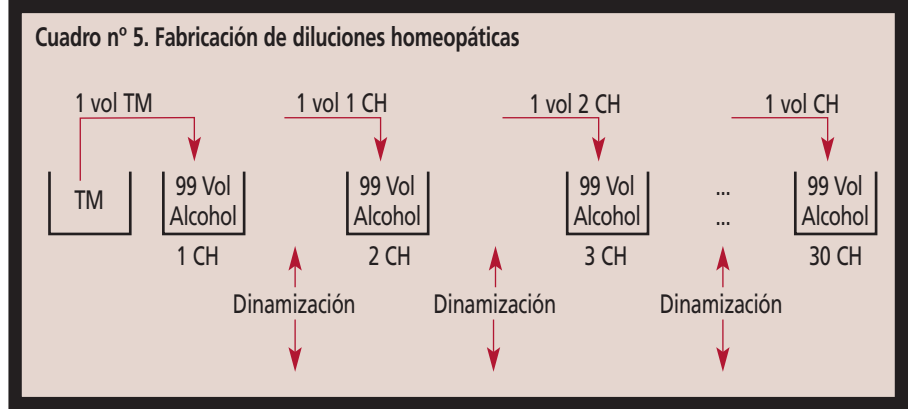 Cuadro nº 5. Fabricación de diluciones homeopáticas
1 vol TM 1 vol 1 CH 1 vol 2 CH 1 vol CH
TM 99 Vol 99 Vol 99 Vol ... 99 Vol
Alcohol Alcohol Alcohol ... Alcohol
1 CH 2 CH 3 CH 30 CH
Dinamización Dinamización Dinamización